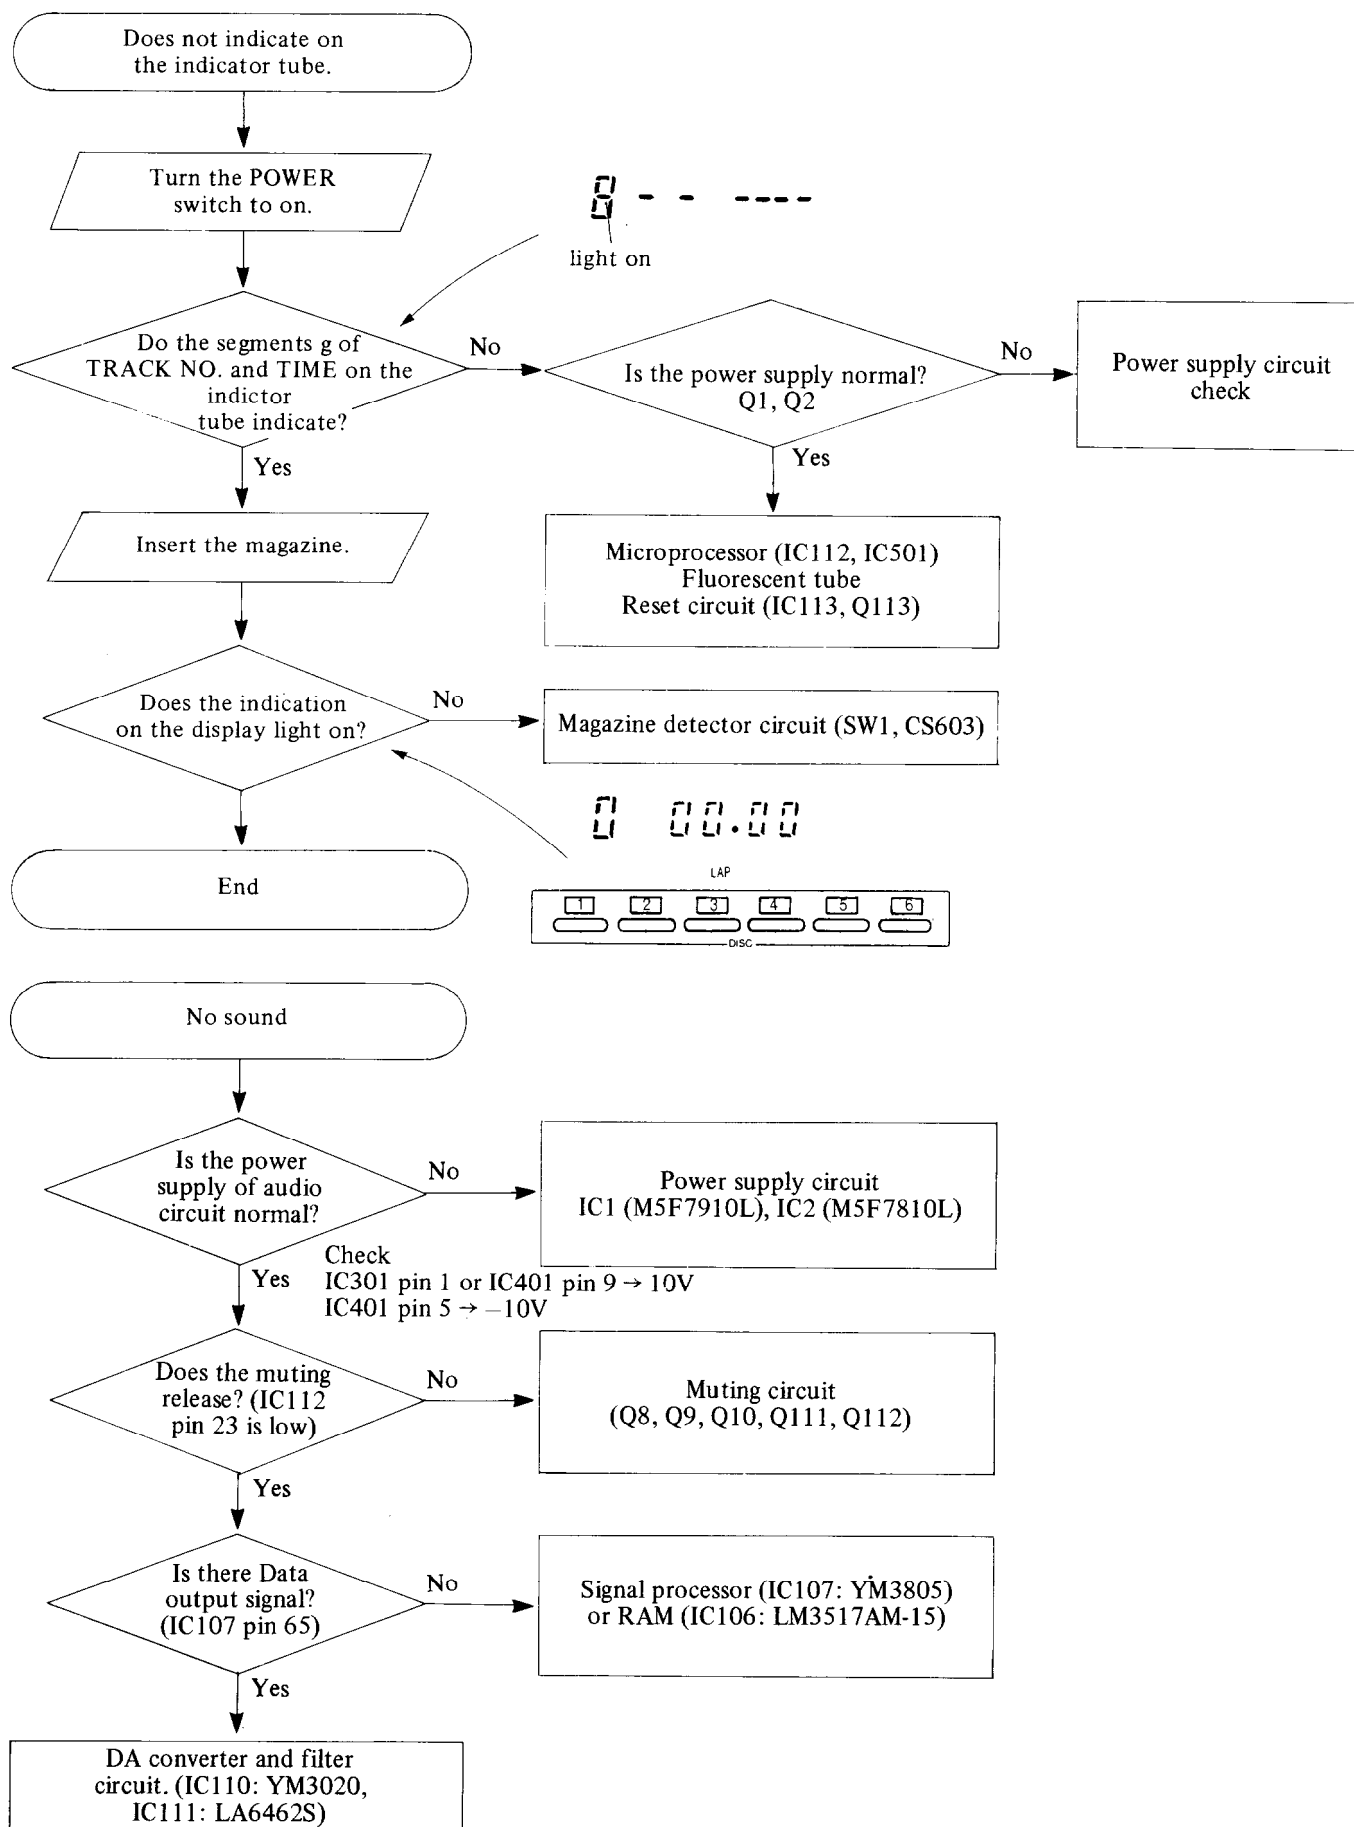 Does not indicate on
the indicator tube.
Turn the POWER
switch to on.
8 - - ----
light on
Do the segments g of
TRACK NO. and TIME on the
indictor
tube indicate?
No
Is the power supply normal?
Q1, Q2
No
Power supply circuit
check
Yes
Yes
Insert the magazine.
Microprocessor (IC112, IC501)
Fluorescent tube
Reset circuit (IC113, Q113)
Does the indication
on the display light on?
No
Magazine detector circuit (SW1, CS603)
0 00.00
End
LAP
1 2 3 4 5 6
DISC
No sound
Is the power
supply of audio
circuit normal?
No
Power supply circuit
IC1 (M5F7910L), IC2 (M5F7810L)
Yes
Check
IC301 pin 1 or IC401 pin 9 → 10V
IC401 pin 5 → −10V
Does the muting
release? (IC112
pin 23 is low)
No
Muting circuit
(Q8, Q9, Q10, Q111, Q112)
Yes
Is there Data
output signal?
(IC107 pin 65)
No
Signal processor (IC107: YM3805)
or RAM (IC106: LM3517AM-15)
Yes
DA converter and filter
circuit. (IC110: YM3020,
IC111: LA6462S)